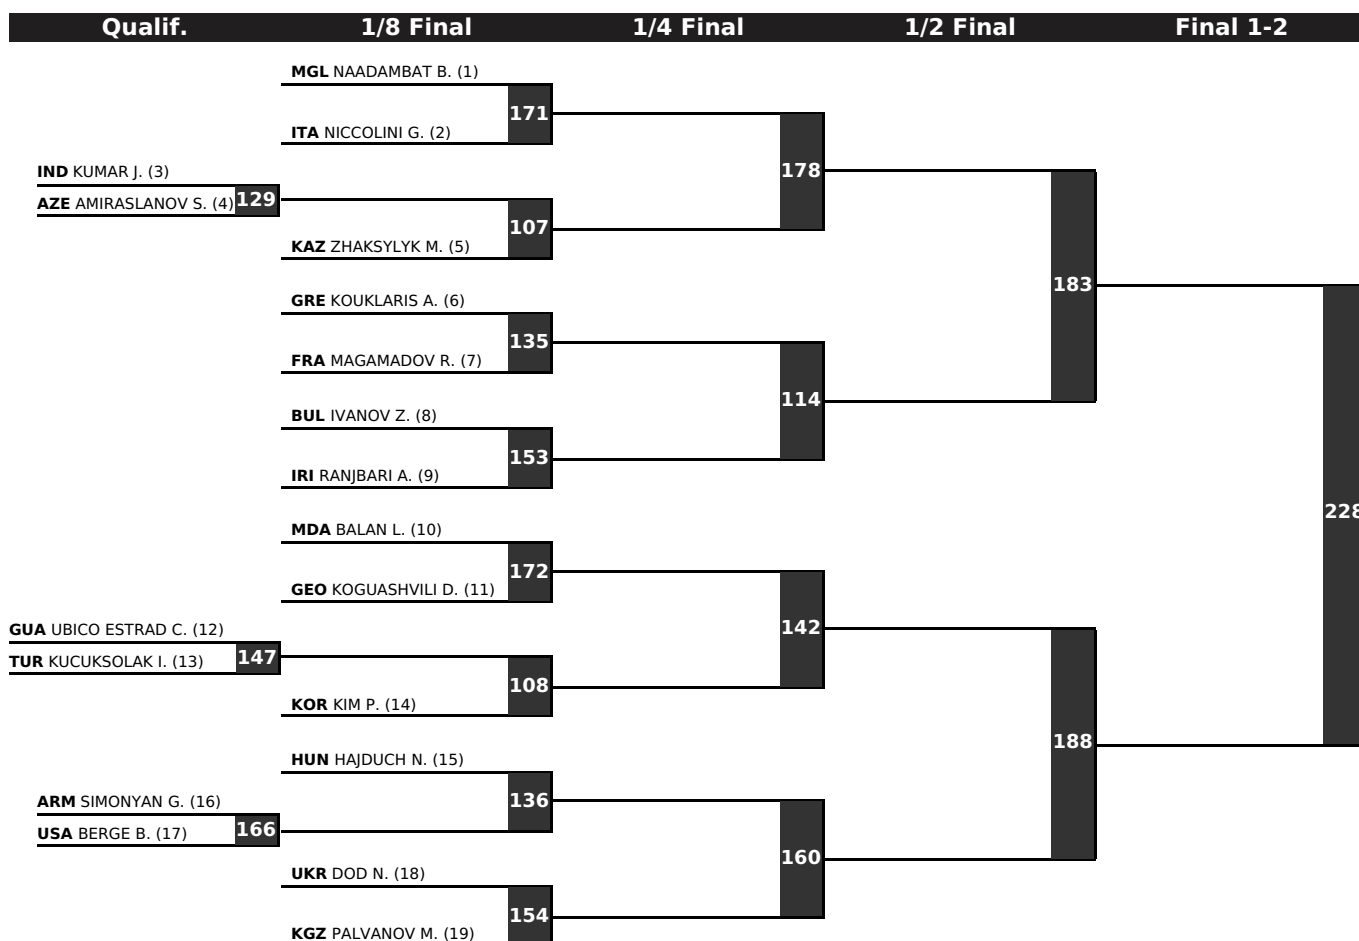 Qualif. 1/8 Final 1/4 Final 1/2 Final Final 1-2
MGL NAADAMBAT B. (1)
171
ITA NICCOLINI G. (2)
IND KUMAR J. (3)
178
AZE AMIRASLANOV S. (4) 129
107
KAZ ZHAKSYLYK M. (5)
183
GRE KOUKLARIS A. (6)
135
FRA MAGAMADOV R. (7)
114
BUL IVANOV Z. (8)
153
IRI RANJBARI A. (9)
228
MDA BALAN L. (10)
172
GEO KOGUASHVILI D. (11)
GUA UBICO ESTRAD C. (12)
142
TUR KUCUKSOLAK I. (13) 147
108
KOR KIM P. (14)
188
HUN HAJDUCH N. (15)
136
ARM SIMONYAN G. (16)
USA BERGE B. (17) 166
160
UKR DOD N. (18)
154
KGZ PALVANOV M. (19)